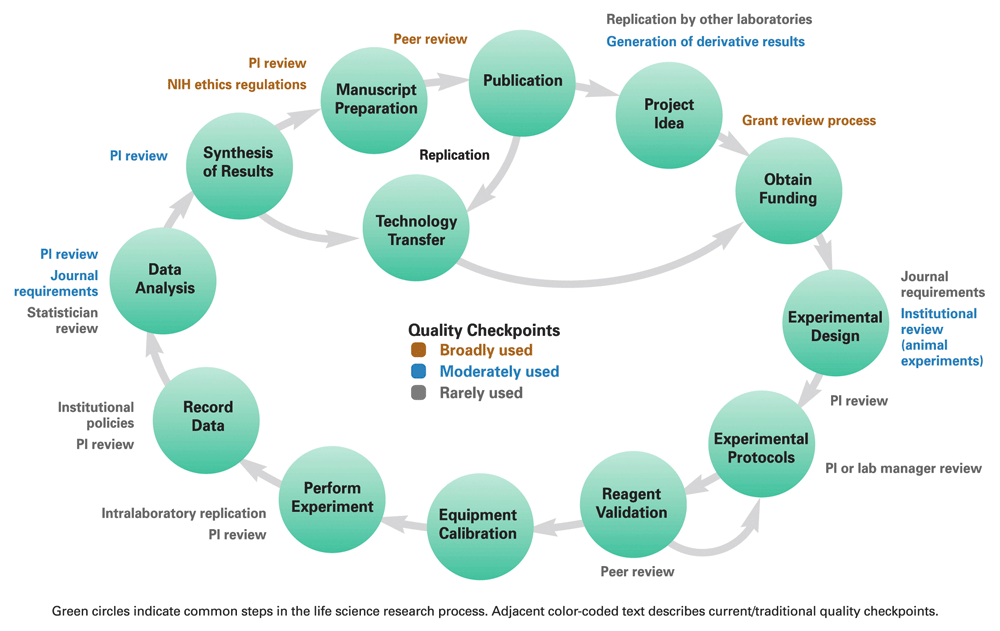 Replication by other laboratories
Generation of derivative results
Peer review
PI review
NIH ethics regulations
Manuscript
Preparation
Publication
Project
Idea
Grant review process
PI review
Synthesis
of Results
Replication
Technology
Transfer
Obtain
Funding
PI review
Journal
requirements
Statistician
review
Data
Analysis
Journal
requirements
Institutional
review
(animal
experiments)
Experimental
Design
Quality Checkpoints
Broadly used
Moderately used
Rarely used
PI review
Institutional
policies
PI review
Record
Data
Experimental
Protocols
PI or lab manager review
Perform
Experiment
Equipment
Calibration
Reagent
Validation
Intralaboratory replication
PI review
Peer review
Green circles indicate common steps in the life science research process. Adjacent color-coded text describes current/traditional quality checkpoints.